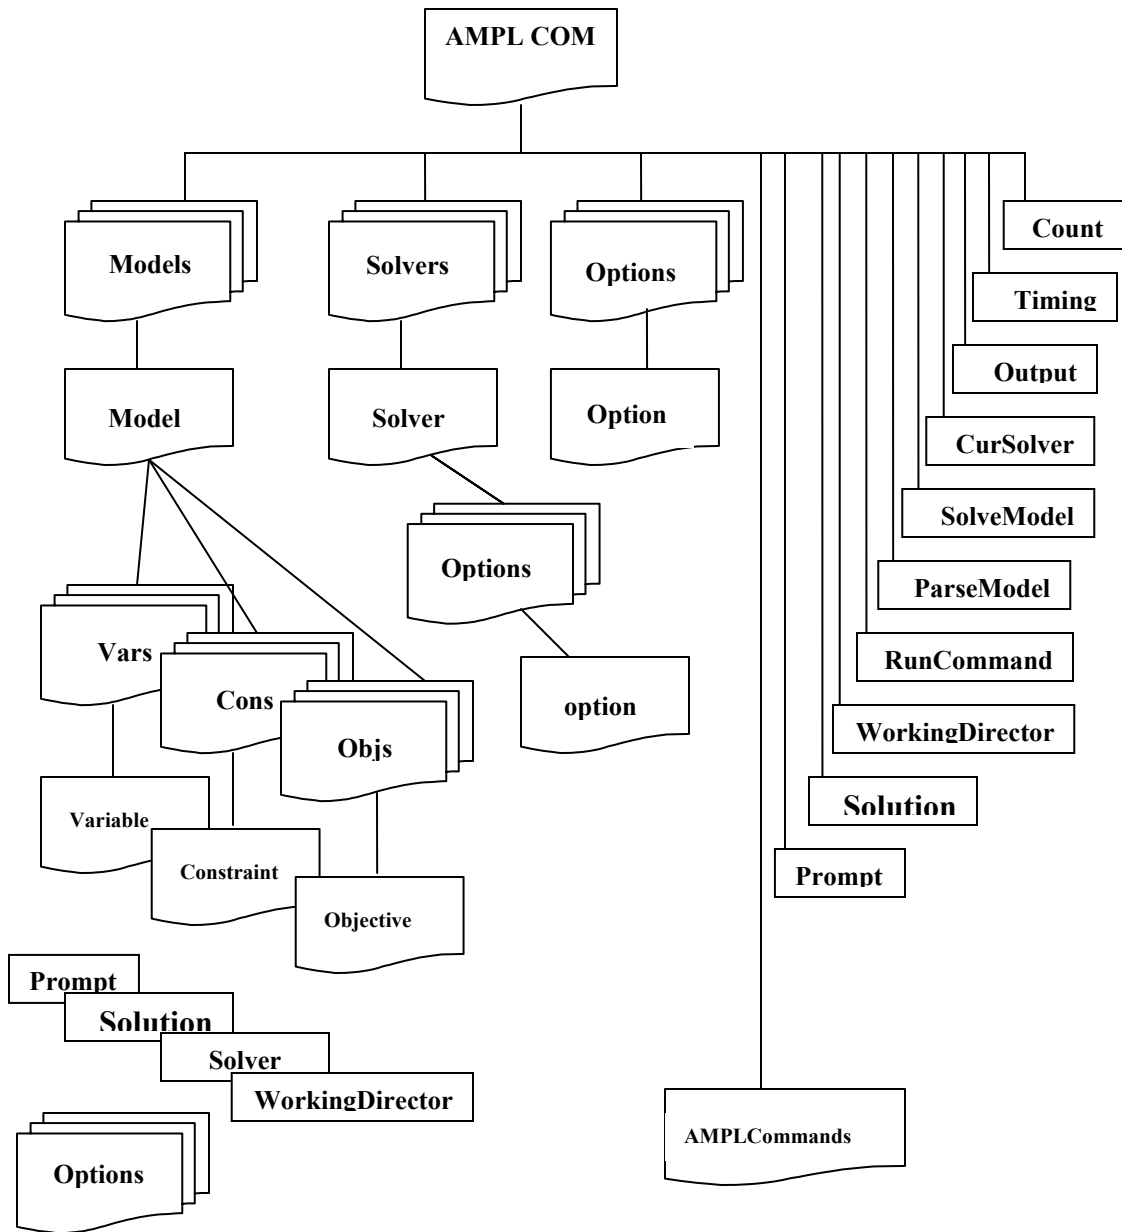 AMPL COM
Models
Solvers
Options
Count
Timing
Output
Model
Solver
Option
CurSolver
SolveModel
Options
ParseModel
Vars
RunCommand
Cons
option
WorkingDirector
Objs
Solution
Variable
Prompt
Constraint
Objective
Prompt
Solution
Solver
WorkingDirector
AMPLCommands
Options